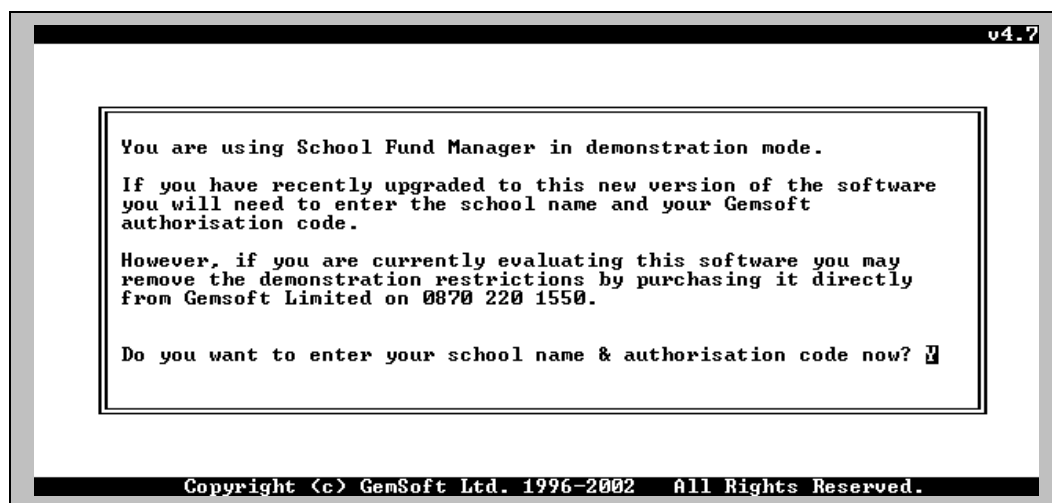 v4.7
You are using School Fund Manager in demonstration mode.
If you have recently upgraded to this new version of the software
you will need to enter the school name and your Gemsoft
authorisation code.
However, if you are currently evaluating this software you may
remove the demonstration restrictions by purchasing it directly
from Gemsoft Limited on 0870 220 1550.
Do you want to enter your school name & authorisation code now? Y
Copyright (c) GemSoft Ltd. 1996-2002 All Rights Reserved.